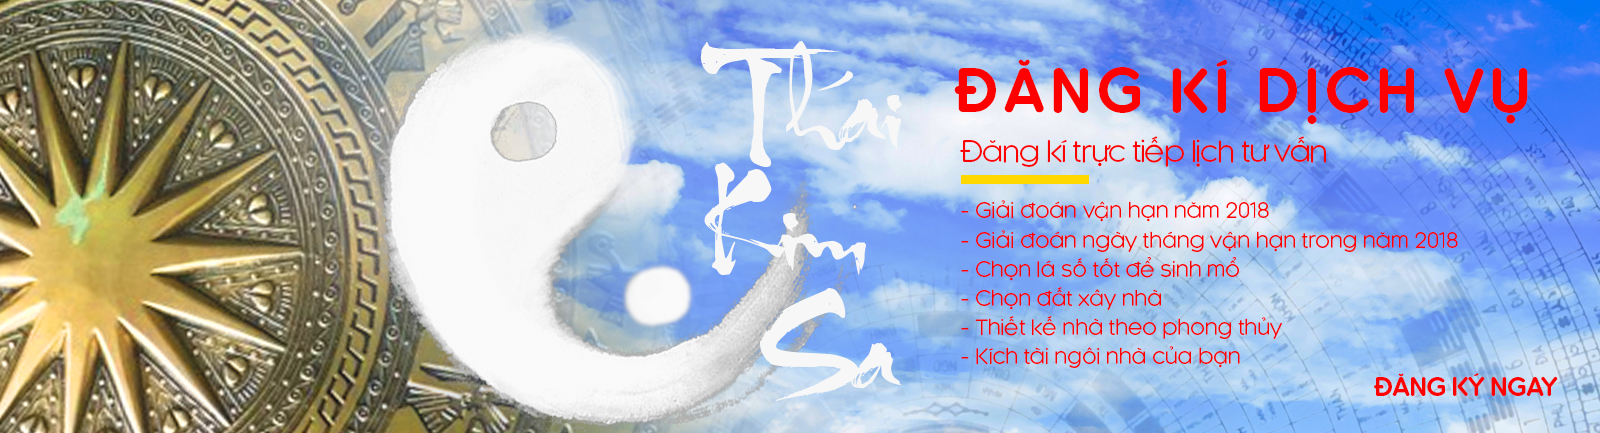 Thái
Kim
Sa
ĐĂNG KÍ DỊCH VỤ
Đăng kí trực tiếp lịch tư vấn
- Giải đoán vận hạn năm 2018
- Giải đoán ngày tháng vận hạn trong năm 2018
- Chọn lá số tốt để sinh mổ
- Chọn đất xây nhà
- Thiết kế nhà theo phong thủy
- Kích tài ngôi nhà của bạn
ĐĂNG KÝ NGAY